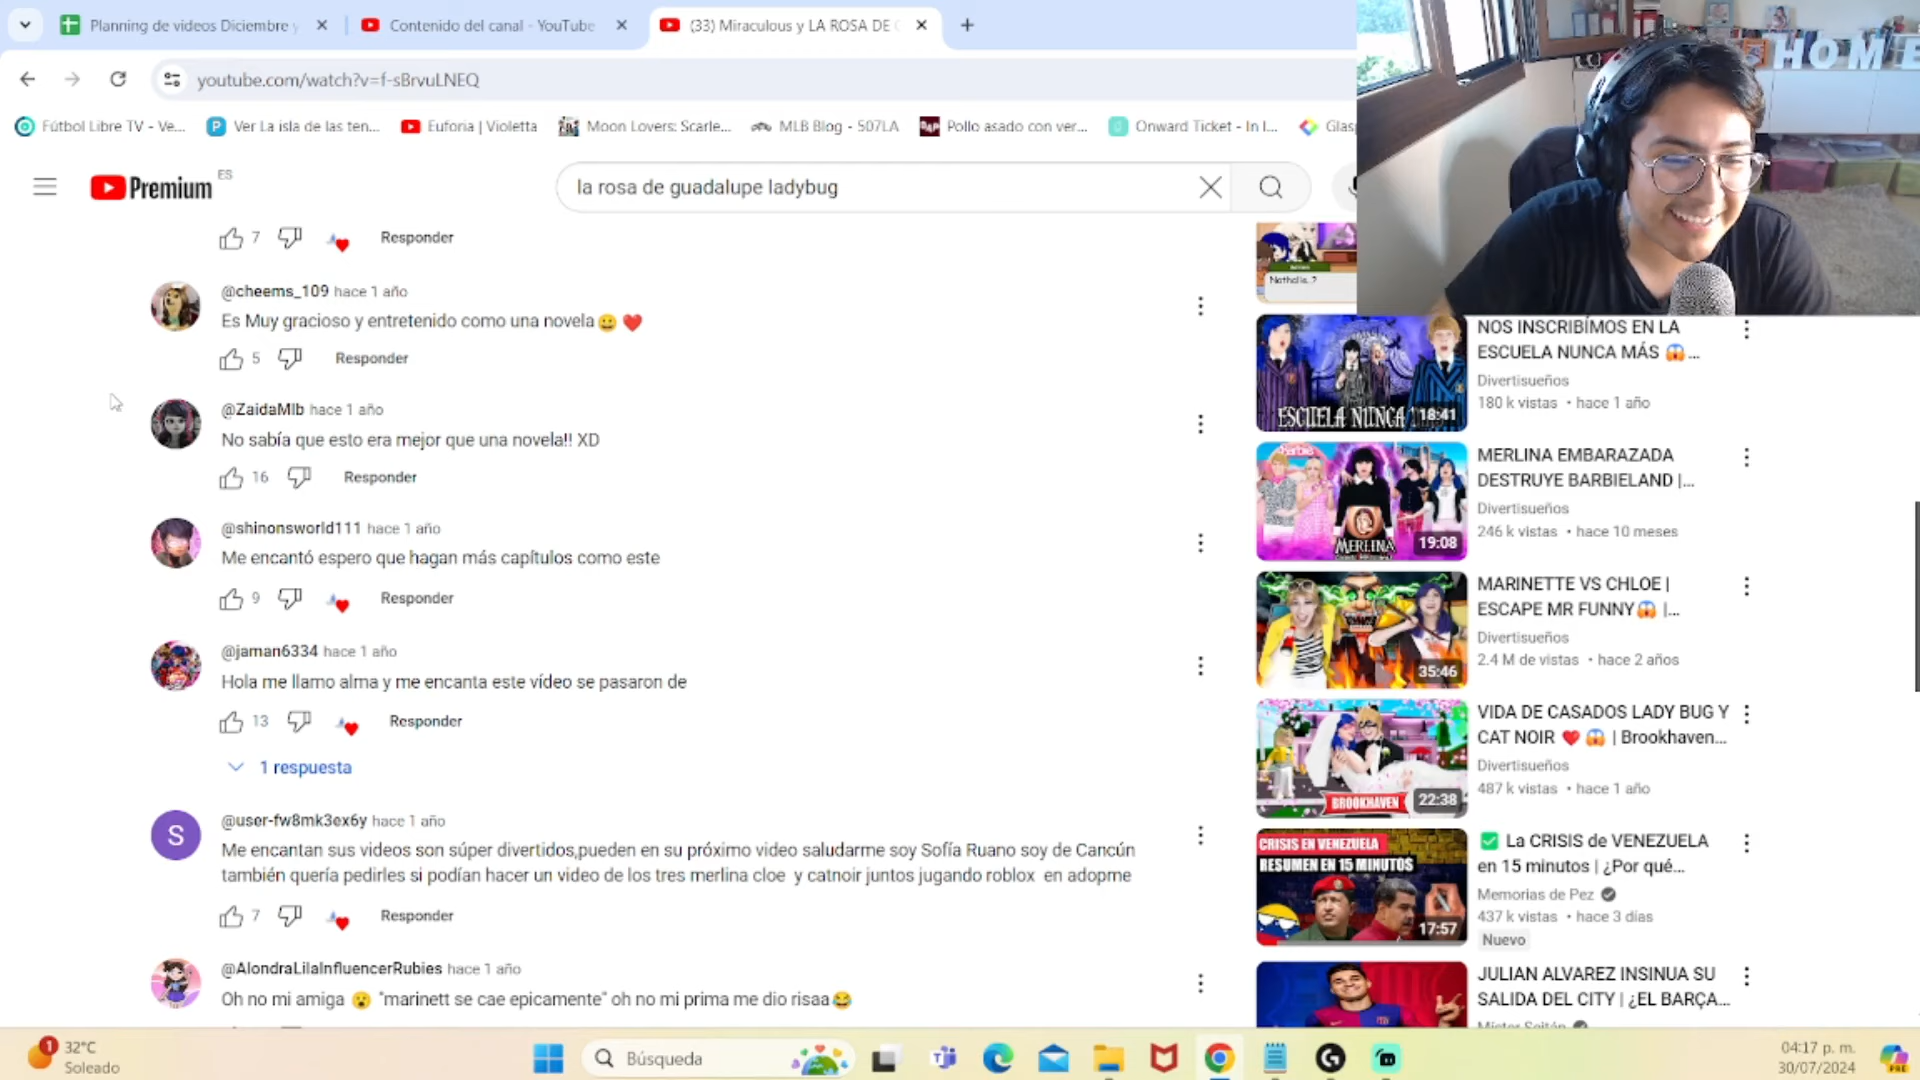 Planning de videos Diciembre y
Contenido del canal - YouTube
(33) Miraculous y LA ROSA DE
youtube.com/watch?v=f-sBrvuLNEQ
Fútbol Libre TV - Ve...
Ver La isla de las ten...
Euforia | Violetta
Moon Lovers: Scarle...
MLB Blog - 507LA
Pollo asado con ver...
Onward Ticket - In l...
Glas
HOME
Premium
ES
la rosa de guadalupe ladybug
7
Responder
@cheems_109 hace 1 año
Es Muy gracioso y entretenido como una novela😀 ❤️
5
Responder
@ZaidaMlb hace 1 año
No sabía que esto era mejor que una novela!! XD
16
Responder
@shinonsworld111 hace 1 año
Me encantó espero que hagan más capítulos como este
9
Responder
@jaman6334 hace 1 año
Hola me llamo alma y me encanta este vídeo se pasaron de
13
Responder
1 respuesta
S
@user-fw8mk3ex6y hace 1 año
Me encantan sus videos son súper divertidos,pueden en su próximo video saludarme soy Sofía Ruano soy de Cancún
también quería pedirles si podían hacer un video de los tres merlina cloe y catnoir juntos jugando roblox en adopme
7
Responder
@AlondraLilaInfluencerRubies hace 1 año
Oh no mi amiga 😮 "marinett se cae epicamente" oh no mi prima me dio risaa😂
Nathalie..?
ESCUELA NUNCA
18:41
NOS INSCRIBÍMOS EN LA
ESCUELA NUNCA MÁS 😱...
Divertisueños
180 k vistas • hace 1 año
Barbie
MERLINA
19:08
MERLINA EMBARAZADA
DESTRUYE BARBIELAND |...
Divertisueños
246 k vistas • hace 10 meses
35:46
MARINETTE VS CHLOE |
ESCAPE MR FUNNY😱 |...
Divertisueños
2.4 M de vistas • hace 2 años
BROOKHAVEN
22:38
VIDA DE CASADOS LADY BUG Y
CAT NOIR ❤️ 😱 | Brookhaven...
Divertisueños
487 k vistas • hace 1 año
CRISIS EN VENEZUELA
RESUMEN EN 15 MINUTOS
17:57
✅ La CRISIS de VENEZUELA
en 15 minutos | ¿Por qué...
Memorias de Pez
437 k vistas • hace 3 días
Nuevo
JULIAN ALVAREZ INSINUA SU
SALIDA DEL CITY | ¿EL BARÇA...
Míster Seitán
1
32°C
Soleado
Búsqueda
04:17 p. m.
30/07/2024
PRE